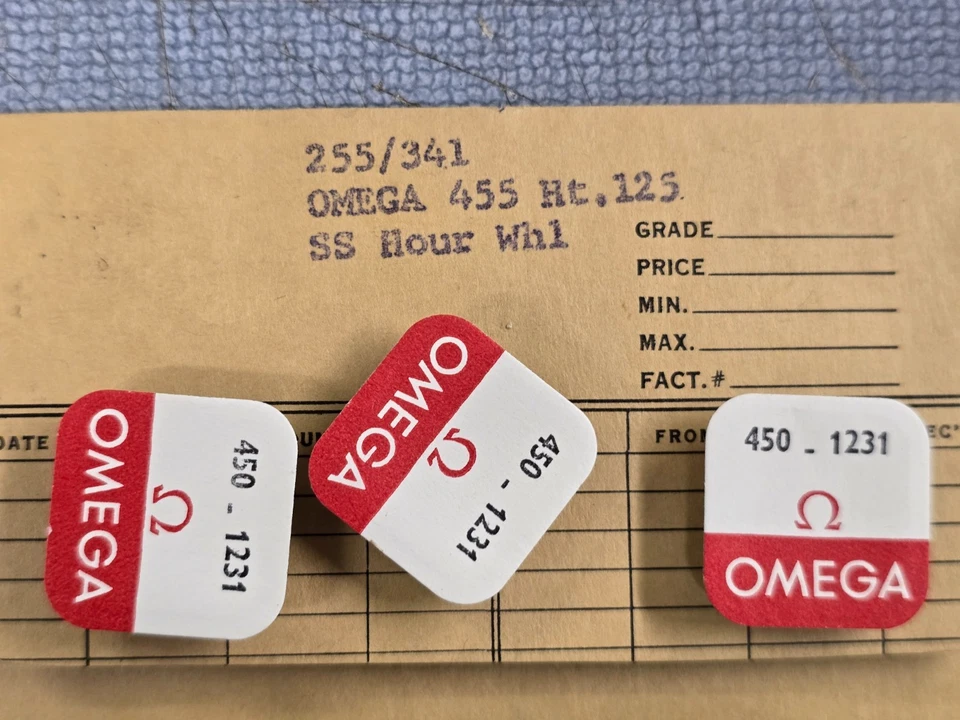 255/341
OMEGA 455 Ht.125
SS Hour Whl
GRADE
PRICE
MIN.
MAX.
FACT.#
DATE
FROM
EC'
OMEGA
Ω
450 - 1231
OMEGA
Ω
450 - 1231
450 - 1231
Ω
OMEGA